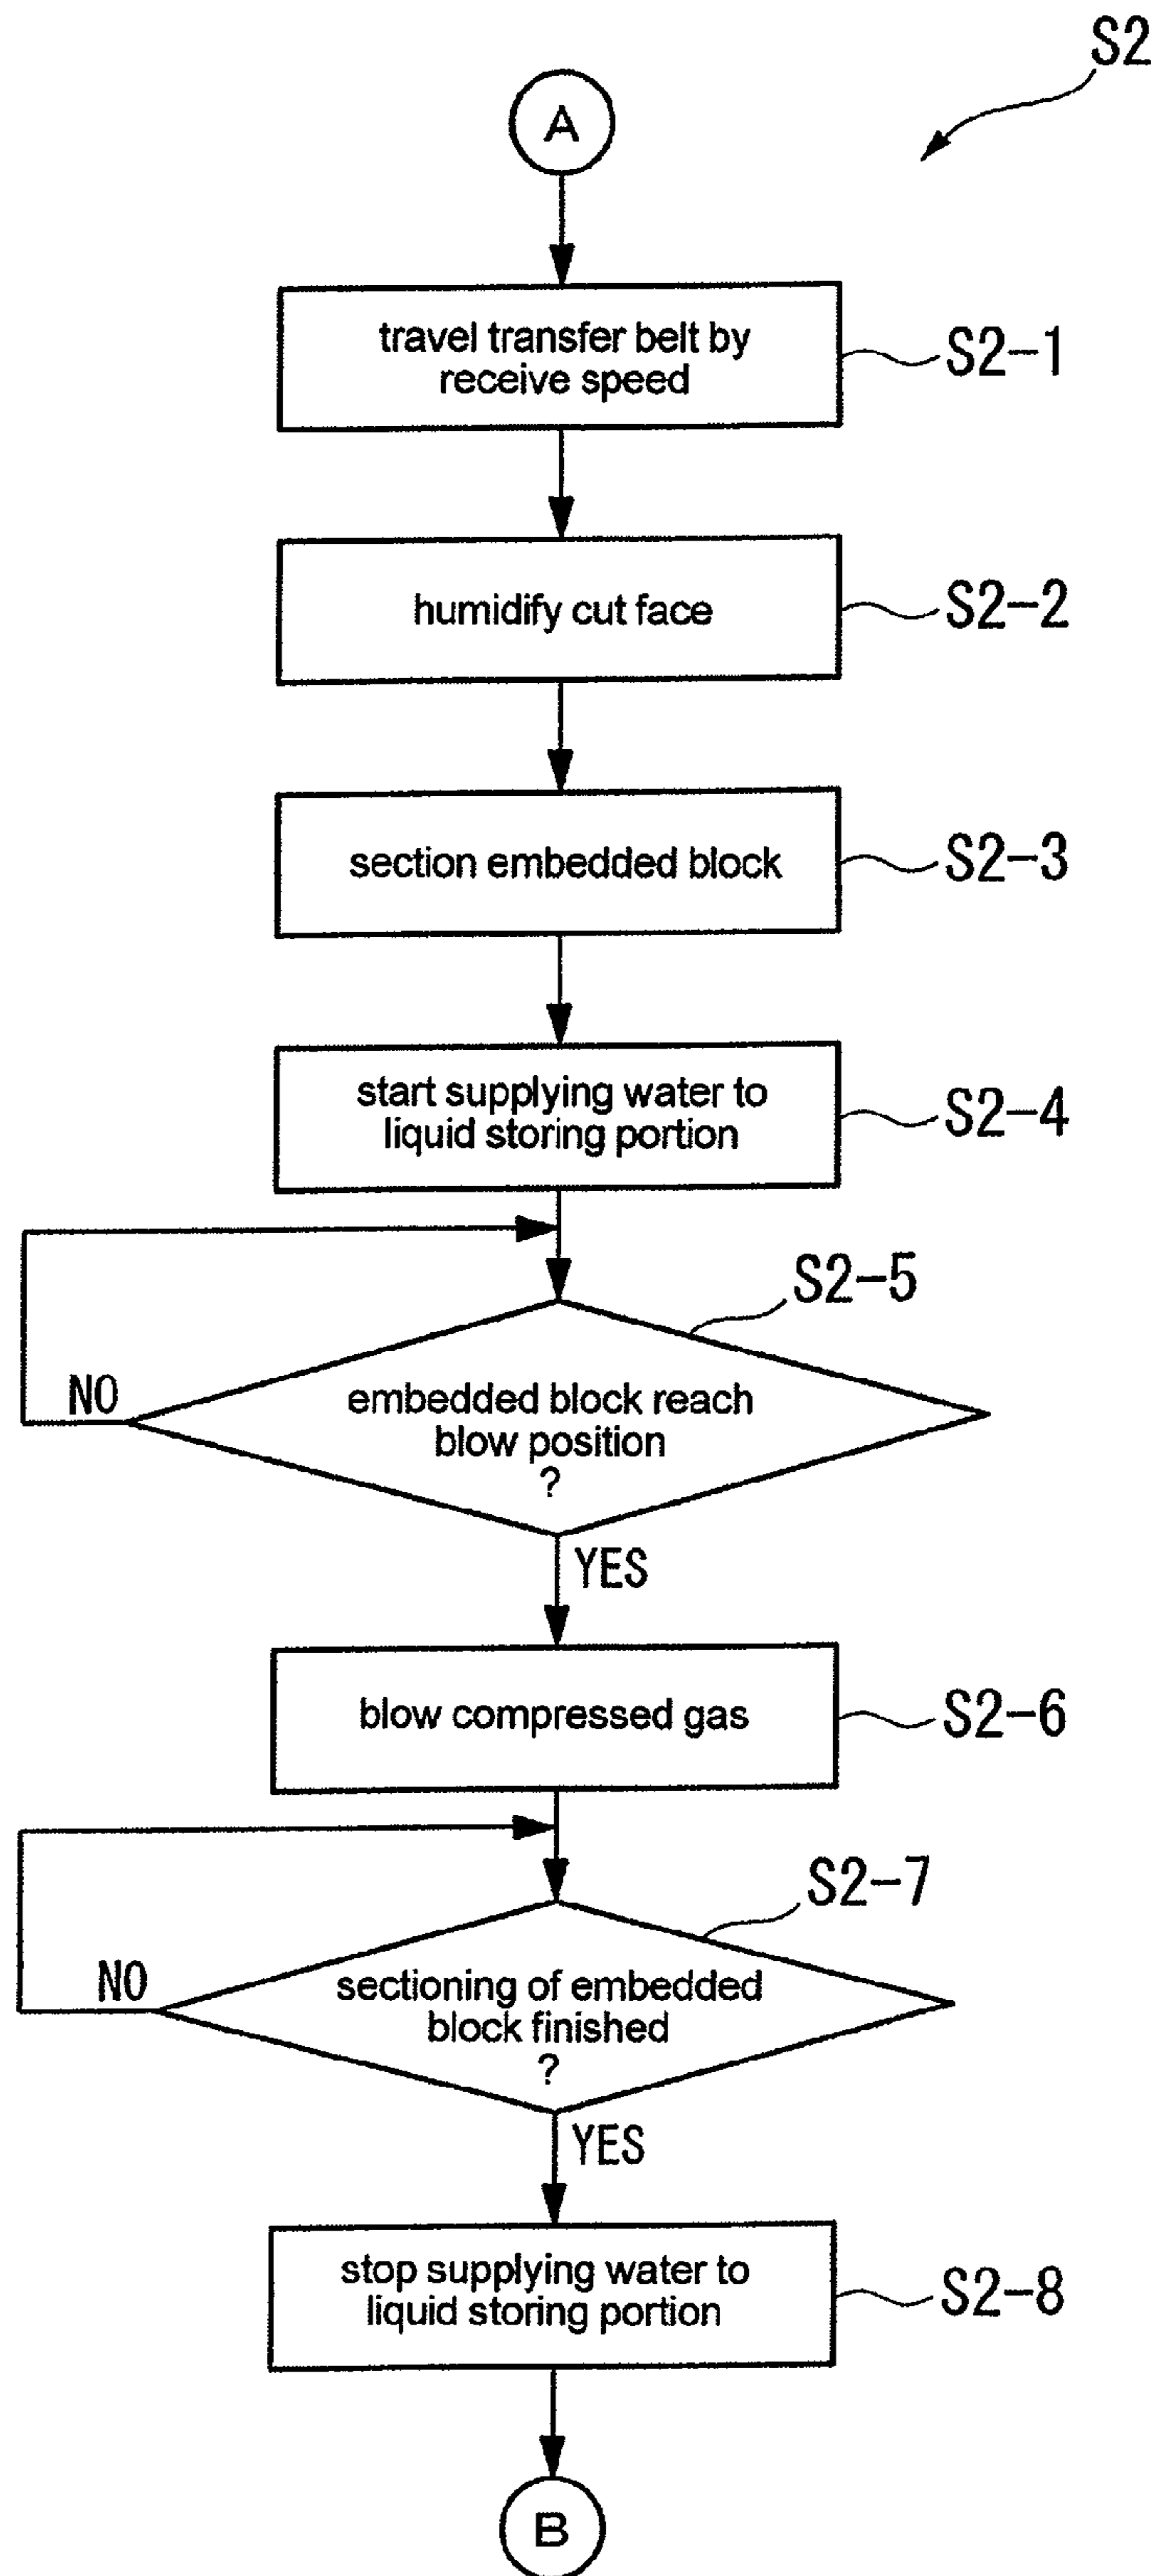 S2
A
travel transfer belt by
receive speed
S2-1
humidify cut face
S2-2
section embedded block
S2-3
start supplying water to
liquid storing portion
S2-4
S2-5
NO
embedded block reach
blow position
?
YES
blow compressed gas
S2-6
S2-7
NO
sectioning of embedded
block finished
?
YES
stop supplying water to
liquid storing portion
S2-8
B